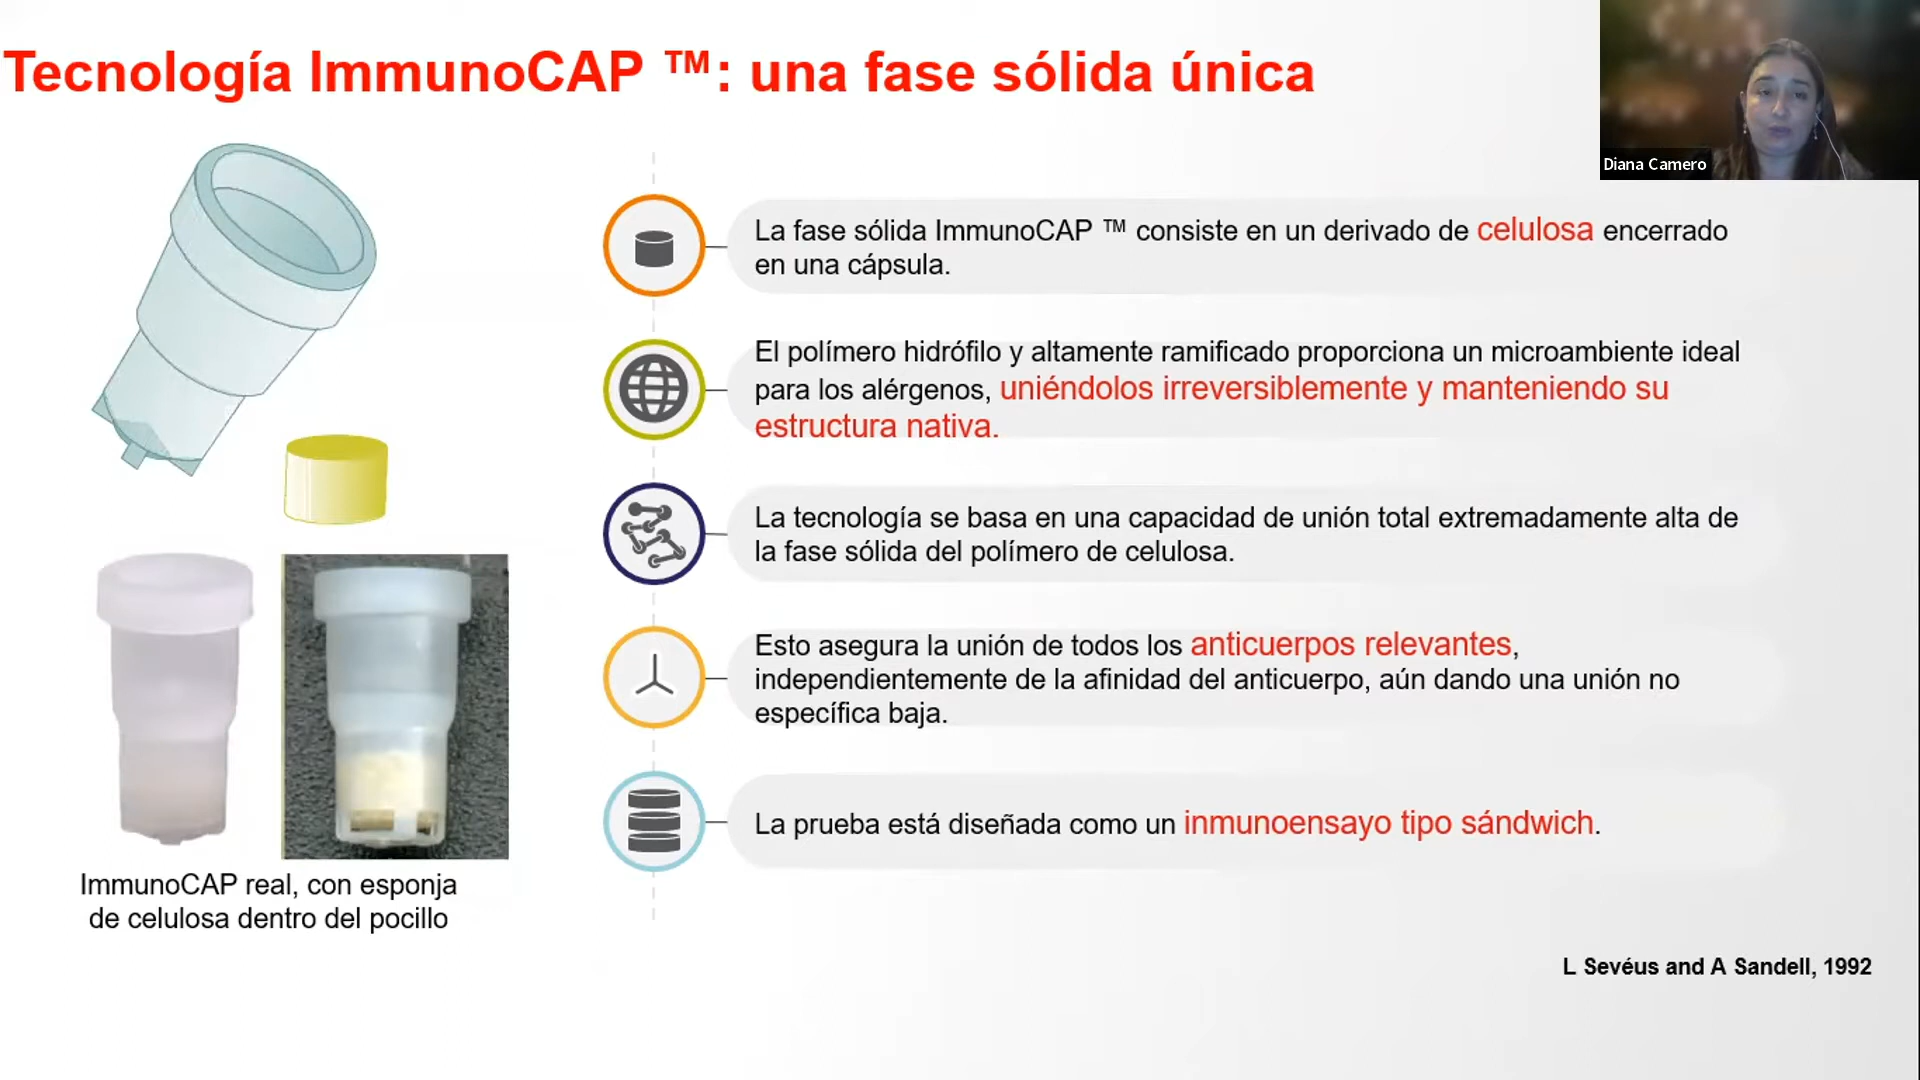 Tecnología ImmunoCAP ™: una fase sólida única
Diana Camero
La fase sólida ImmunoCAP ™ consiste en un derivado de celulosa encerrado
en una cápsula.
El polímero hidrófilo y altamente ramificado proporciona un microambiente ideal
para los alérgenos, uniéndolos irreversiblemente y manteniendo su
estructura nativa.
La tecnología se basa en una capacidad de unión total extremadamente alta de
la fase sólida del polímero de celulosa.
Esto asegura la unión de todos los anticuerpos relevantes,
independientemente de la afinidad del anticuerpo, aún dando una unión no
específica baja.
La prueba está diseñada como un inmunoensayo tipo sándwich.
ImmunoCAP real, con esponja
de celulosa dentro del pocillo
L Sevéus and A Sandell, 1992